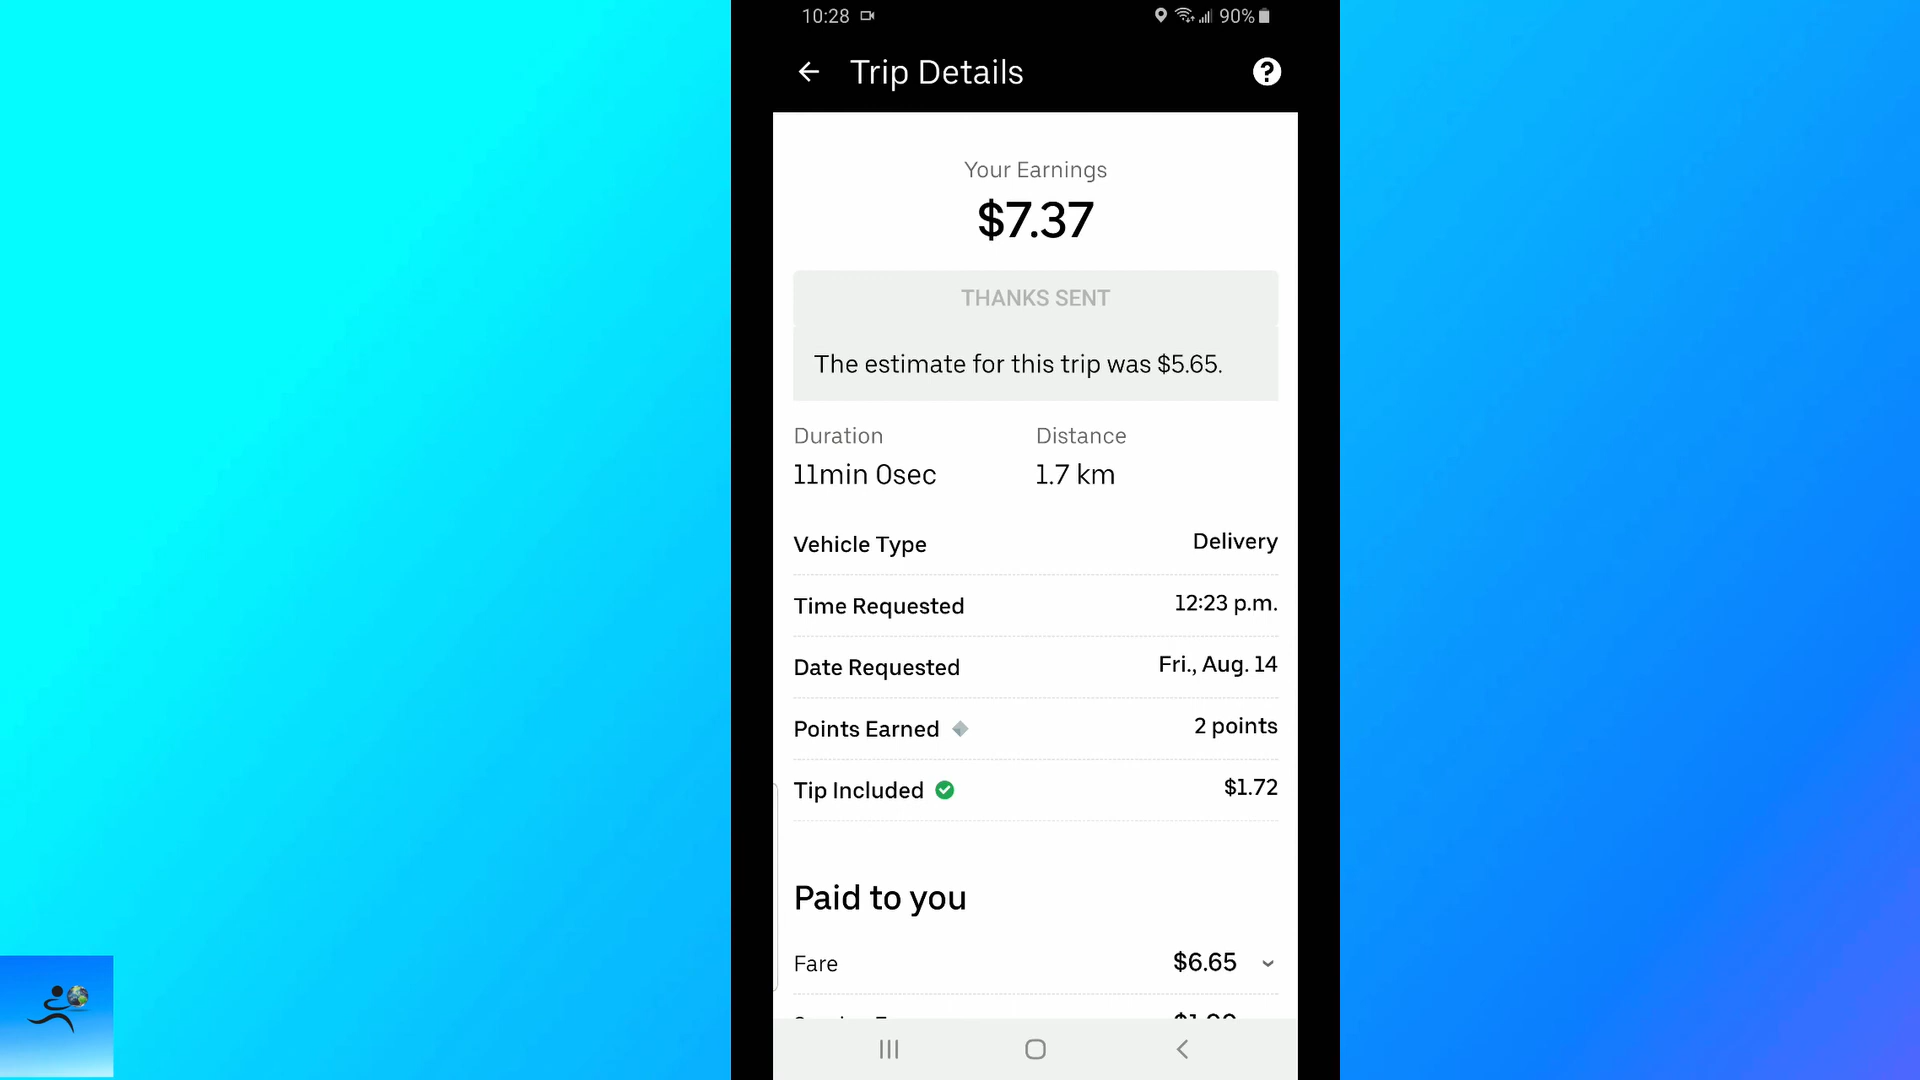 10:28 90%
Trip Details
Your Earnings
$7.37
THANKS SENT
The estimate for this trip was $5.65.
Duration Distance
11min 0sec 1.7 km
Vehicle Type Delivery
Time Requested 12:23 p.m.
Date Requested Fri., Aug. 14
Points Earned 2 points
Tip Included $1.72
Paid to you
Fare $6.65